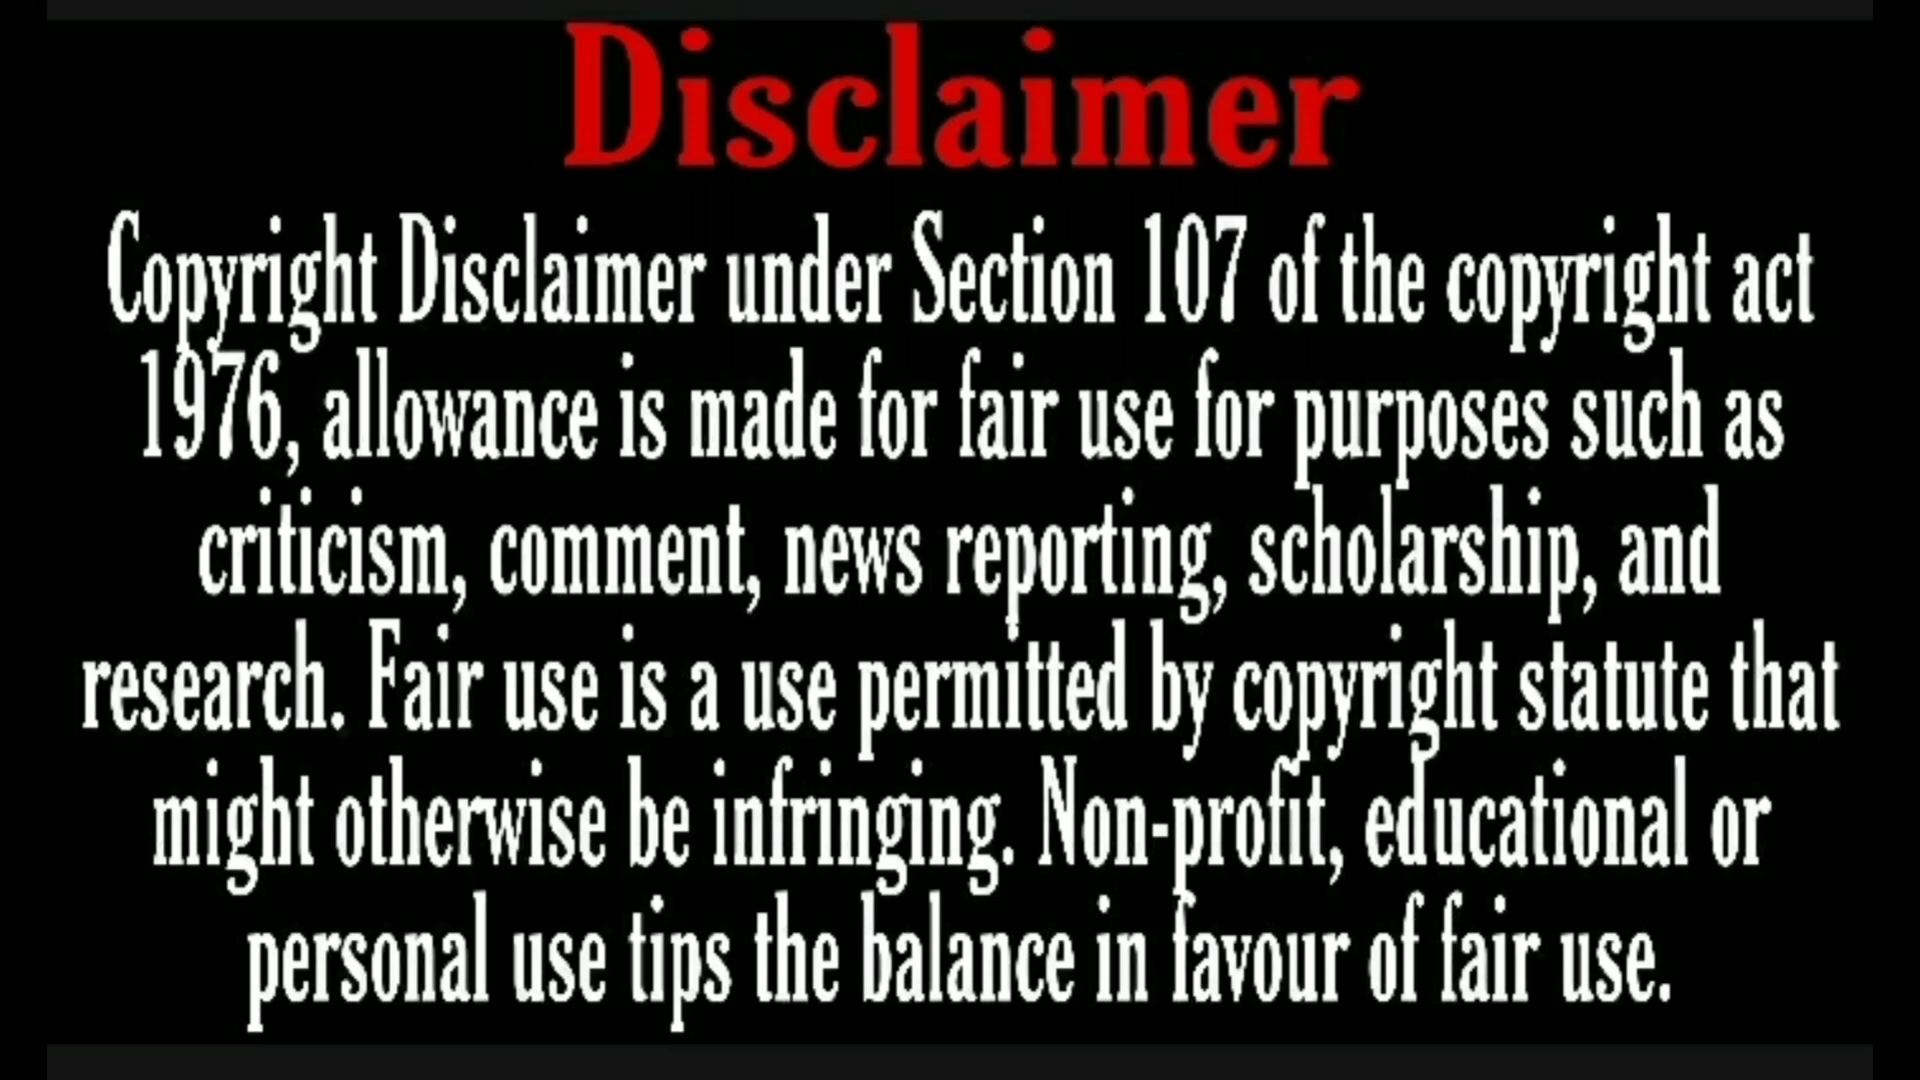 Disclaimer
Copyright Disclaimer under Section 107 of the copyright act
1976, allowance is made for fair use for purposes such as
criticism, comment, news reporting, scholarship, and
research. Fair use is a use permitted by copyright statute that
might otherwise be infringing. Non-profit, educational or
personal use tips the balance in favour of fair use.